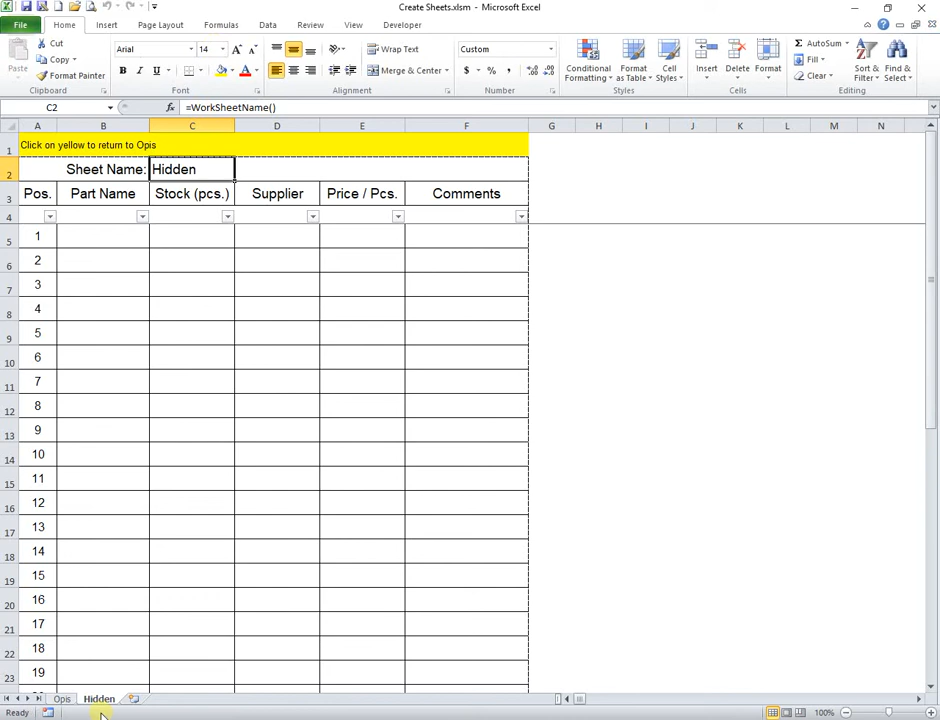 Create Sheets.xlsm - Microsoft Excel
File Home Insert Page Layout Formulas Data Review View Developer
Cut
Copy
Format Painter
Paste
Clipboard
Arial 14
B I U
Font
Wrap Text
Merge & Center
Alignment
Custom
$ % ,
Number
Conditional Formatting
Format as Table
Cell Styles
Styles
Insert Delete Format
Cells
AutoSum
Fill
Clear
Sort & Filter
Find & Select
Editing
C2 fx =WorkSheetName()
A B C D E F G H I J K L M N
1 Click on yellow to return to Opis
2 Sheet Name: Hidden
3 Pos. Part Name Stock (pcs.) Supplier Price / Pcs. Comments
4
5 1
6 2
7 3
8 4
9 5
10 6
11 7
12 8
13 9
14 10
15 11
16 12
17 13
18 14
19 15
20 16
21 17
22 18
23 19
Opis Hidden
Ready 100%